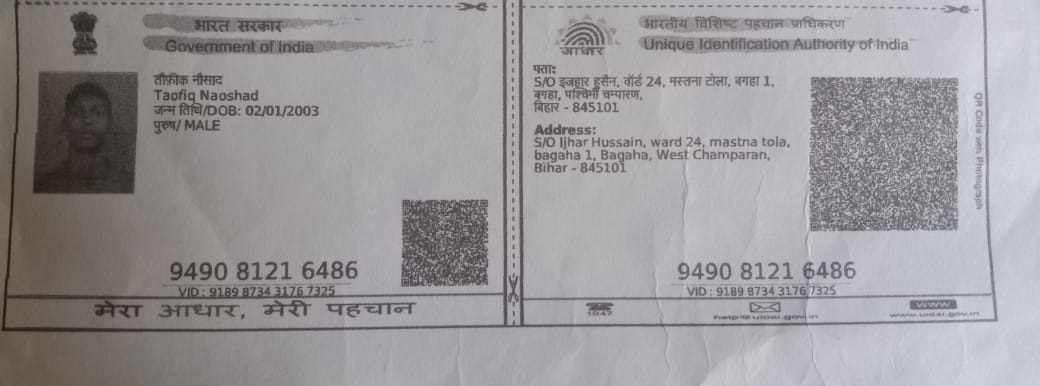 भारत सरकार
Government of India
तौफ़ीक नौसाद
Taofiq Naoshad
जन्म तिथि/DOB: 02/01/2003
पुरुष/ MALE
9490 8121 6486
VID : 9189 8734 3176 7325
मेरा आधार, मेरी पहचान
भारतीय विशिष्ट पहचान प्राधिकरण
Unique Identification Authority of India
आधार
पता:
S/O इजहार हुसैन, वॉर्ड 24, मस्तना टोला, बगहा 1,
बगहा, पश्चिमी चम्पारण,
बिहार - 845101
Address:
S/O Ijhar Hussain, ward 24, mastna tola,
bagaha 1, Bagaha, West Champaran,
Bihar - 845101
QR Code with Photograph
9490 8121 6486
VID : 9189 8734 3176 7325
1947
help@uidai.gov.in
www
www.uidai.gov.in